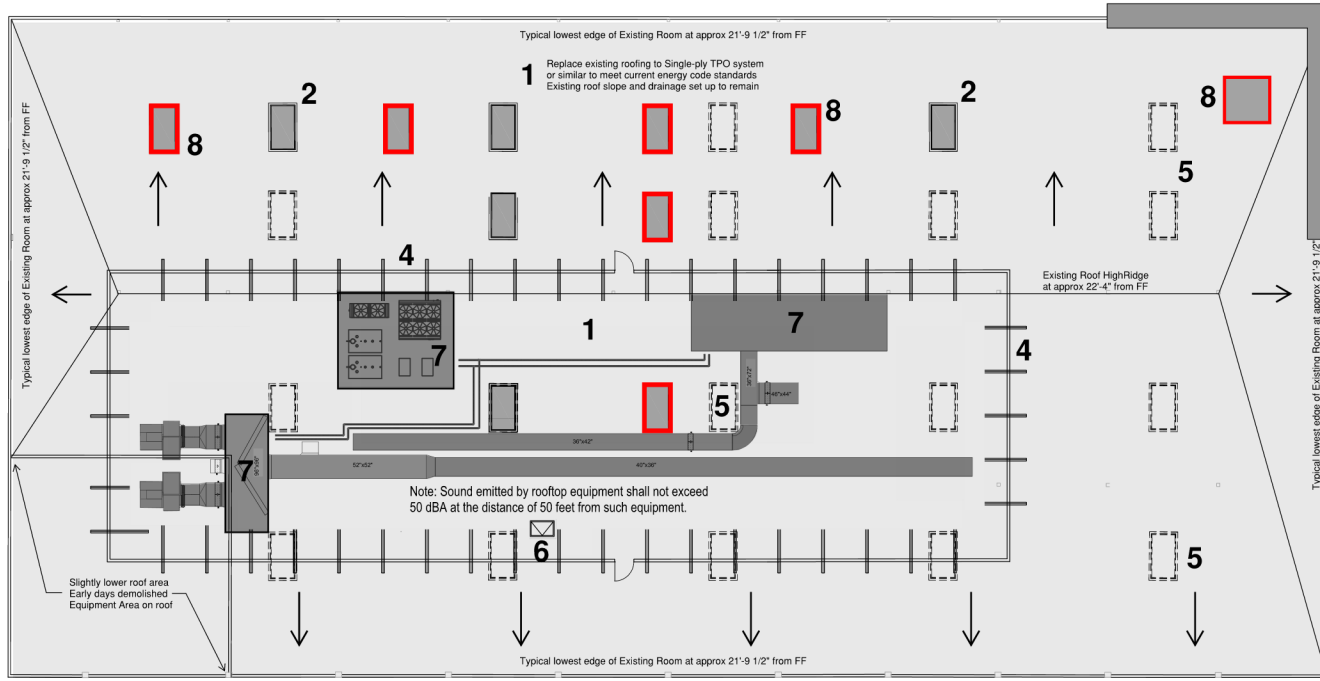 Typical lowest edge of Existing Room at approx 21'-9 1/2" from FF
1
Replace existing roofing to Single-ply TPO system
or similar to meet current energy code standards
Existing roof slope and drainage set up to remain
2
8
8
2
8
5
Typical lowest edge of Existing Room at approx 21'-9 1/2" from FF
4
Existing Roof HighRidge
at approx 22'-4" from FF
1
7
7
4
36"x72"
46"x44"
5
36"x42"
7
96"x96"
52"x52"
40"x36"
Note: Sound emitted by rooftop equipment shall not exceed
50 dBA at the distance of 50 feet from such equipment.
6
5
Slightly lower roof area
Early days demolished
Equipment Area on roof
Typical lowest edge of Existing Room at approx 21'-9 1/2" from FF
Typical lowest edge of Existing Room at approx 21'-9 1/2"